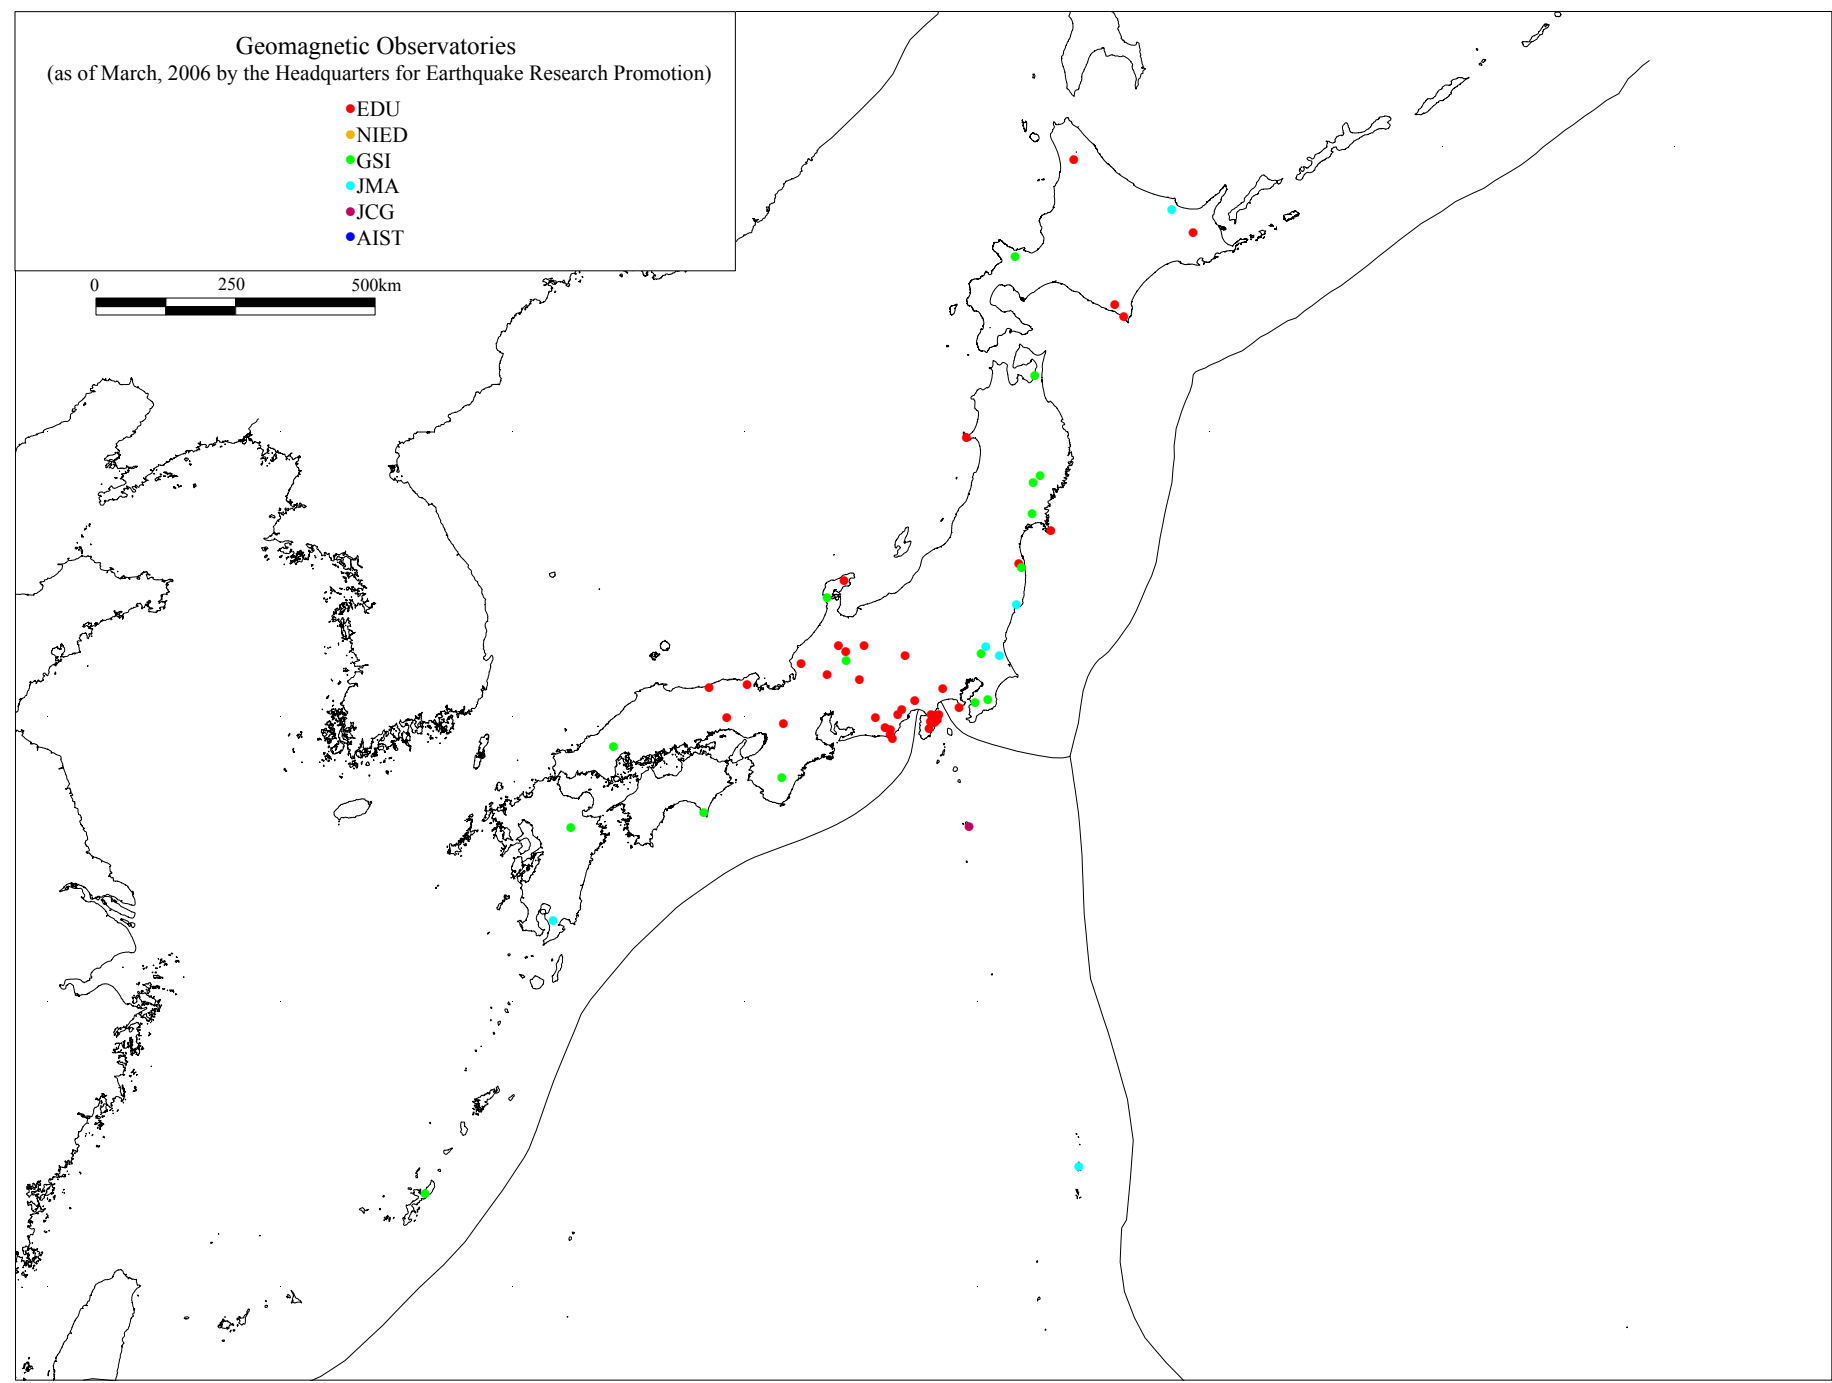 Geomagnetic Observatories
(as of March, 2006 by the Headquarters for Earthquake Research Promotion)
EDU
NIED
GSI
JMA
JCG
AIST
0 250 500km